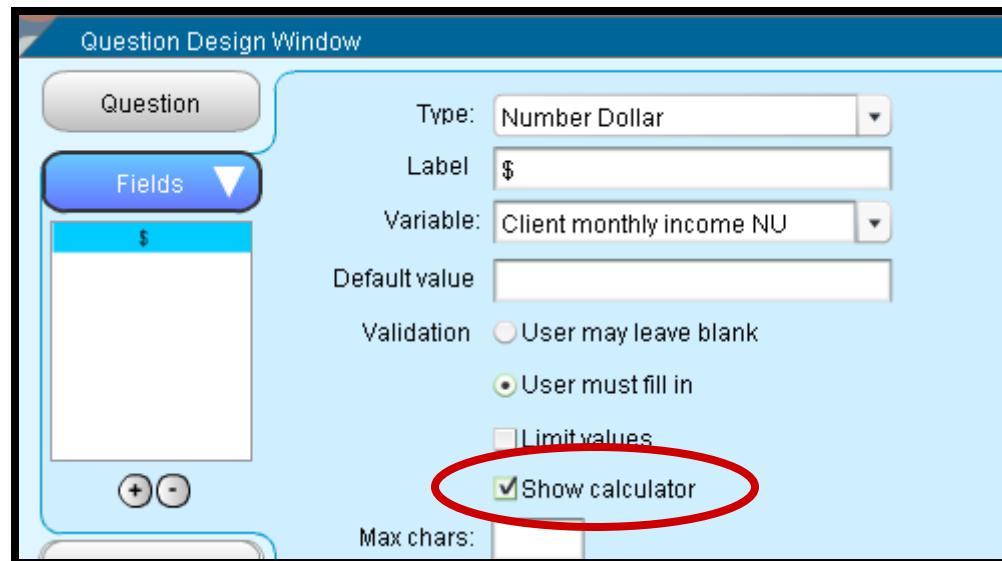 Question Design Window
Question
Type: Number Dollar
Label $
Fields
Variable: Client monthly income NU
$
Default value
Validation User may leave blank
User must fill in
Limit values
+ - Show calculator
Max chars: